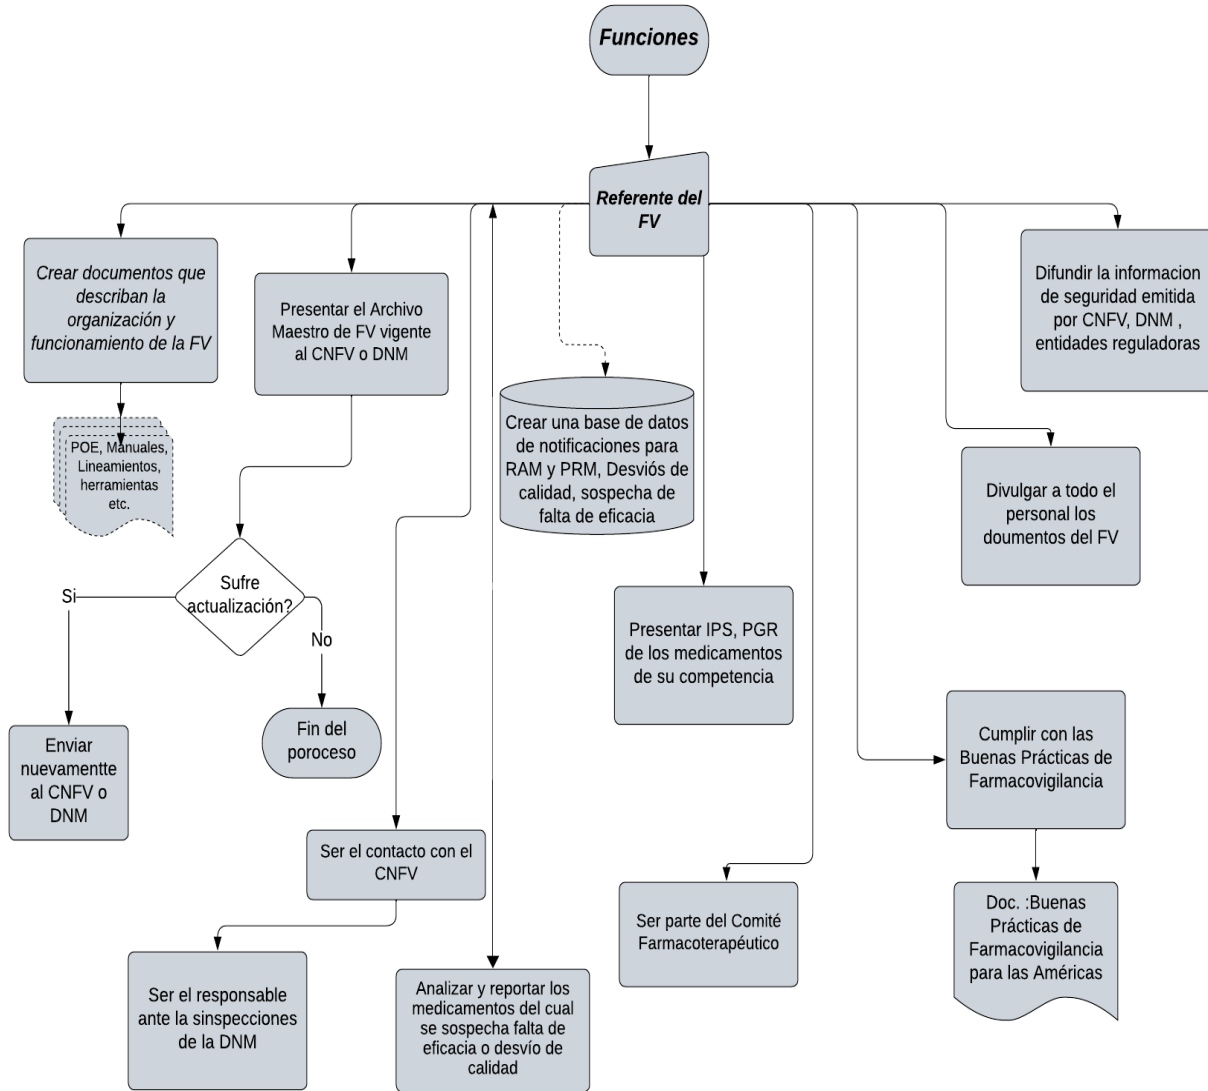 Funciones
Referente del
FV
Crear documentos que
describan la
organización y
funcionamiento de la FV
POE, Manuales,
Lineamientos,
herramientas
etc.
Presentar el Archivo
Maestro de FV vigente
al CNFV o DNM
Sufre
actualización?
Si
No
Enviar
nuevamentte
al CNFV o
DNM
Fin del
poroceso
Ser el contacto con el
CNFV
Ser el responsable
ante la sinspecciones
de la DNM
Analizar y reportar los
medicamentos del cual
se sospecha falta de
eficacia o desvío de
calidad
Crear una base de datos
de notificaciones para
RAM y PRM, Desviós de
calidad, sospecha de
falta de eficacia
Presentar IPS, PGR
de los medicamentos
de su competencia
Ser parte del Comité
Farmacoterapéutico
Cumplir con las
Buenas Prácticas de
Farmacovigilancia
Doc. :Buenas
Prácticas de
Farmacovigilancia
para las Américas
Divulgar a todo el
personal los
doumentos del FV
Difundir la informacion
de seguridad emitida
por CNFV, DNM ,
entidades reguladoras